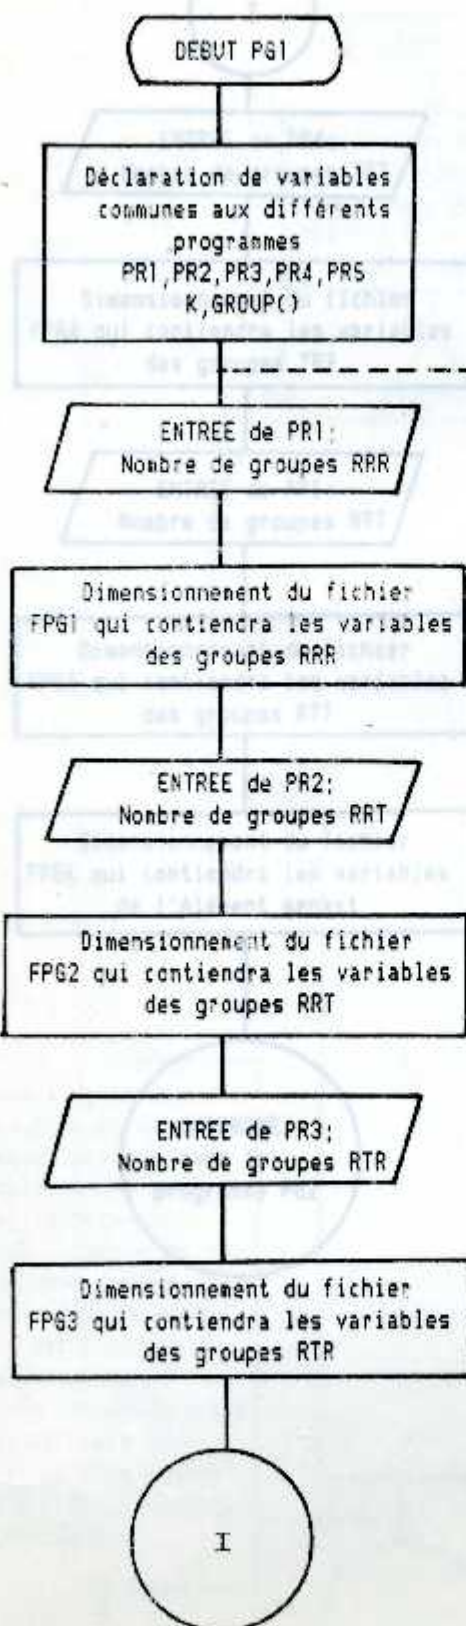 DEBUT PG1
Déclaration de variables
communes aux différents
programmes
PR1,PR2,PR3,PR4,PR5
K,GROUP()
ENTREE de PR1:
Nombre de groupes RRR
Dimensionnement du fichier
FPG1 qui contiendra les variables
des groupes RRR
ENTREE de PR2:
Nombre de groupes RRT
Dimensionnement du fichier
FPG2 qui contiendra les variables
des groupes RRT
ENTREE de PR3:
Nombre de groupes RTR
Dimensionnement du fichier
FPG3 qui contiendra les variables
des groupes RTR
I